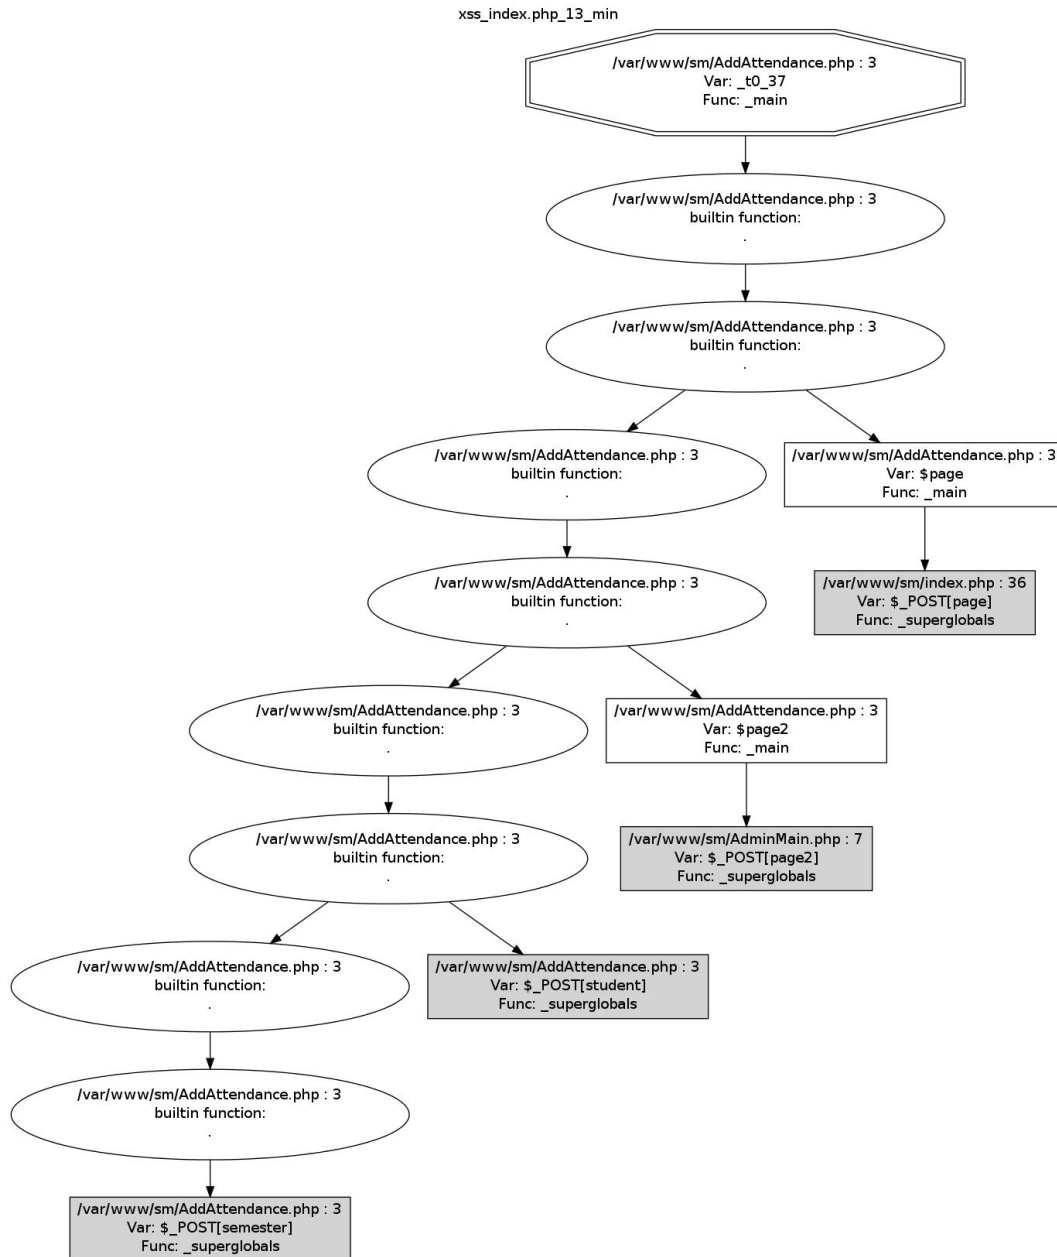 xss_index.php_13_min
/var/www/sm/AddAttendance.php : 3
Var: _t0_37
Func: _main
/var/www/sm/AddAttendance.php : 3
builtin function:
.
/var/www/sm/AddAttendance.php : 3
builtin function:
.
/var/www/sm/AddAttendance.php : 3
builtin function:
.
/var/www/sm/AddAttendance.php : 3
Var: $page
Func: _main
/var/www/sm/AddAttendance.php : 3
builtin function:
.
/var/www/sm/index.php : 36
Var: $_POST[page]
Func: _superglobals
/var/www/sm/AddAttendance.php : 3
builtin function:
.
/var/www/sm/AddAttendance.php : 3
Var: $page2
Func: _main
/var/www/sm/AddAttendance.php : 3
builtin function:
.
/var/www/sm/AdminMain.php : 7
Var: $_POST[page2]
Func: _superglobals
/var/www/sm/AddAttendance.php : 3
builtin function:
.
/var/www/sm/AddAttendance.php : 3
Var: $_POST[student]
Func: _superglobals
/var/www/sm/AddAttendance.php : 3
builtin function:
.
/var/www/sm/AddAttendance.php : 3
Var: $_POST[semester]
Func: _superglobals